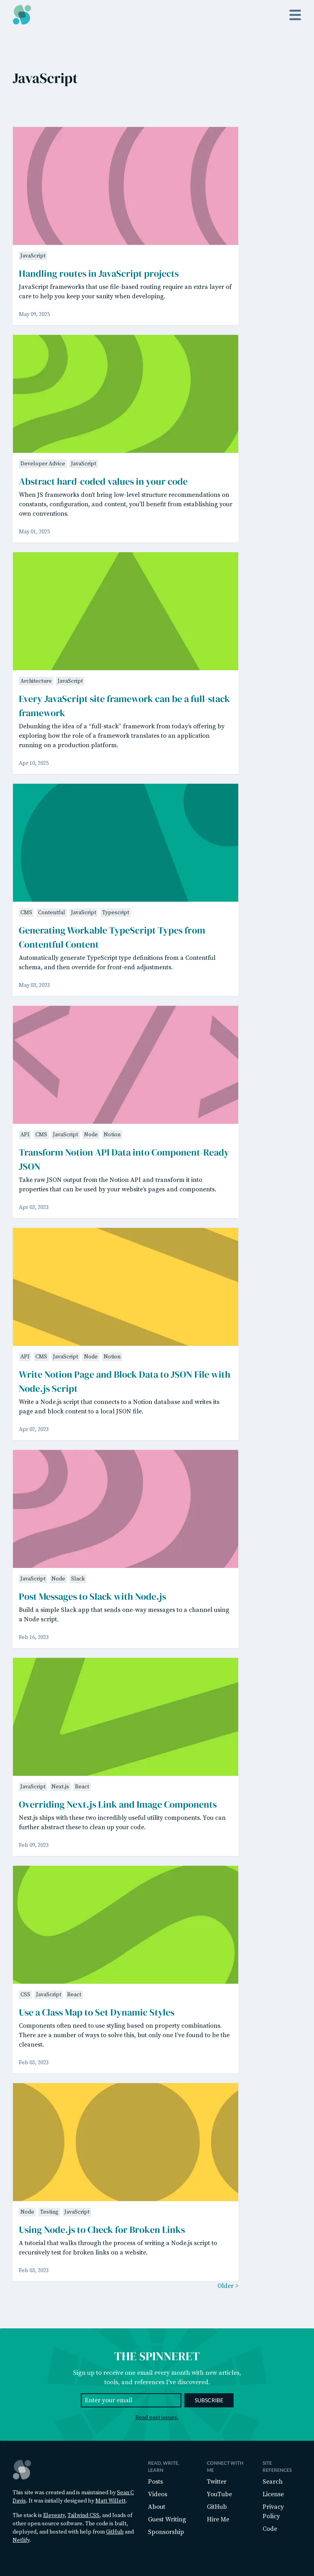 JavaScript
JavaScript
Handling routes in JavaScript projects
JavaScript frameworks that use file-based routing require an extra layer of
care to help you keep your sanity when developing.
May 09, 2025
Developer Advice JavaScript
Abstract hard-coded values in your code
When JS frameworks don't bring low-level structure recommendations on
constants, configuration, and content, you'll benefit from establishing your
own conventions.
May 01, 2025
Architecture JavaScript
Every JavaScript site framework can be a full-stack
framework
Debunking the idea of a “full-stack” framework from today's offering by
exploring how the role of a framework translates to an application
running on a production platform.
Apr 10, 2025
CMS Contentful JavaScript Typescript
Generating Workable TypeScript Types from
Contentful Content
Automatically generate TypeScript type definitions from a Contentful
schema, and then override for front-end adjustments.
May 03, 2023
API CMS JavaScript Node Notion
Transform Notion API Data into Component-Ready
JSON
Take raw JSON output from the Notion API and transform it into
properties that can be used by your website's pages and components.
Apr 03, 2023
API CMS JavaScript Node Notion
Write Notion Page and Block Data to JSON File with
Node.js Script
Write a Node.js script that connects to a Notion database and writes its
page and block content to a local JSON file.
Apr 02, 2023
JavaScript Node Slack
Post Messages to Slack with Node.js
Build a simple Slack app that sends one-way messages to a channel using
a Node script.
Feb 14, 2023
JavaScript Next.js React
Overriding Next.js Link and Image Components
Next.js ships with these two incredibly useful utility components. You can
further abstract these to clean up your code.
Feb 09, 2023
CSS JavaScript React
Use a Class Map to Set Dynamic Styles
Components often need to use styling based on property combinations.
There are a number of ways to solve this, but only one I've found to be the
cleanest.
Feb 03, 2023
Node Testing JavaScript
Using Node.js to Check for Broken Links
A tutorial that walks through the process of writing a Node.js script to
recursively test for broken links on a website.
Feb 03, 2023
Older >
THE SPINNERET
Sign up to receive one email every month with new articles,
tools, and references I've discovered.
Enter your email SUBSCRIBE
Read past issues.
This site was created and is maintained by Sean C
Davis. It was initially designed by Matt Willett.
The stack is Eleventy, Tailwind CSS, and loads of
other open source software. The code is built,
deployed, and hosted with help from GitHub and
Netlify.
READ, WRITE,
LEARN
Posts
Videos
About
Guest Writing
Sponsorship
CONNECT WITH
ME
Twitter
YouTube
GitHub
Hire Me
SITE
REFERENCES
Search
License
Privacy
Policy
Code